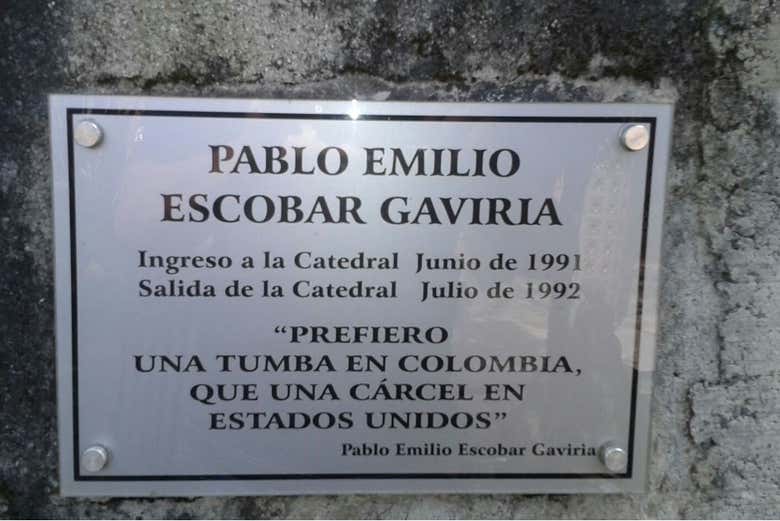 PABLO EMILIO
ESCOBAR GAVIRIA
Ingreso a la Catedral Junio de 1991
Salida de la Catedral Julio de 1992
“PREFIERO
UNA TUMBA EN COLOMBIA,
QUE UNA CÁRCEL EN
ESTADOS UNIDOS”
Pablo Emilio Escobar Gaviria